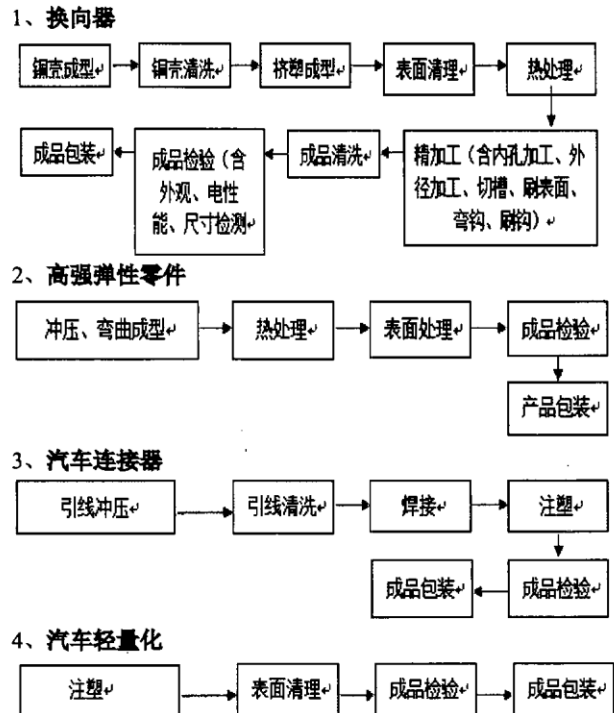 1、换向器
铜壳成型
铜壳清洗
挤塑成型
表面清理
热处理
精加工（含内孔加工、外
径加工、切槽、刷表面、
弯钩、刷钩）
成品清洗
成品检验（含
外观、电性
能、尺寸检测
成品包装
2、高强弹性零件
冲压、弯曲成型
热处理
表面处理
成品检验
产品包装
3、汽车连接器
引线冲压
引线清洗
焊接
注塑
成品检验
成品包装
4、汽车轻量化
注塑
表面清理
成品检验
成品包装